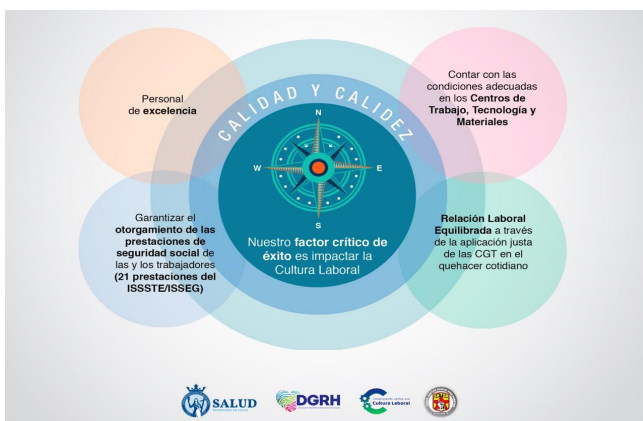 Personal
de excelencia
CALIDAD Y CALIDEZ
Contar con las
condiciones adecuadas
en los Centros de
Trabajo, Tecnología y
Materiales
N
W
E
S
Nuestro factor crítico de
éxito es impactar la
Cultura Laboral
Garantizar el
otorgamiento de las
prestaciones de
seguridad social de
las y los trabajadores
(21 prestaciones del
ISSSTE/ISSEG)
Relación Laboral
Equilibrada a través
de la aplicación justa
de las CGT en el
quehacer cotidiano
SALUD
DGRH
Cultura Laboral